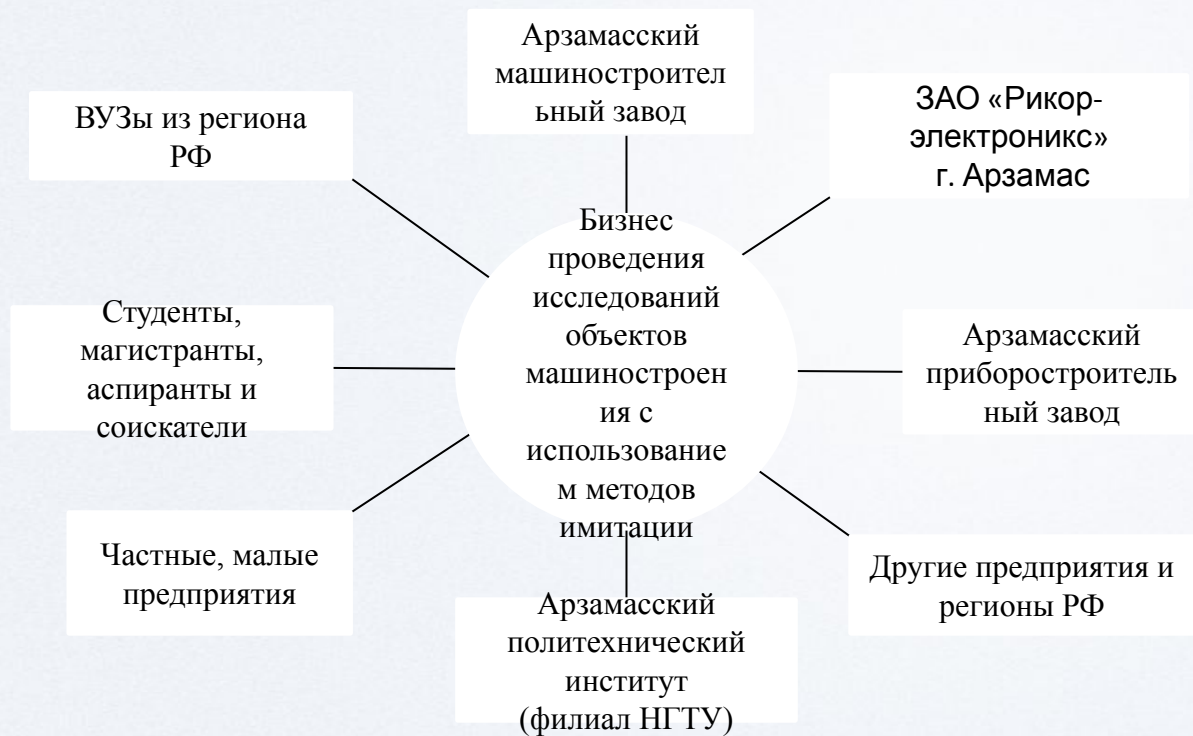 Арзамасский
машиностроител
ьный завод
ЗАО «Рикор-
электроникс»
г. Арзамас
ВУЗы из региона
РФ
Бизнес
проведения
исследований
объектов
машиностроен
ия с
использование
м методов
имитации
Студенты,
магистранты,
аспиранты и
соискатели
Арзамасский
приборостроитель
ный завод
Частные, малые
предприятия
Другие предприятия и
регионы РФ
Арзамасский
политехнический
институт
(филиал НГТУ)